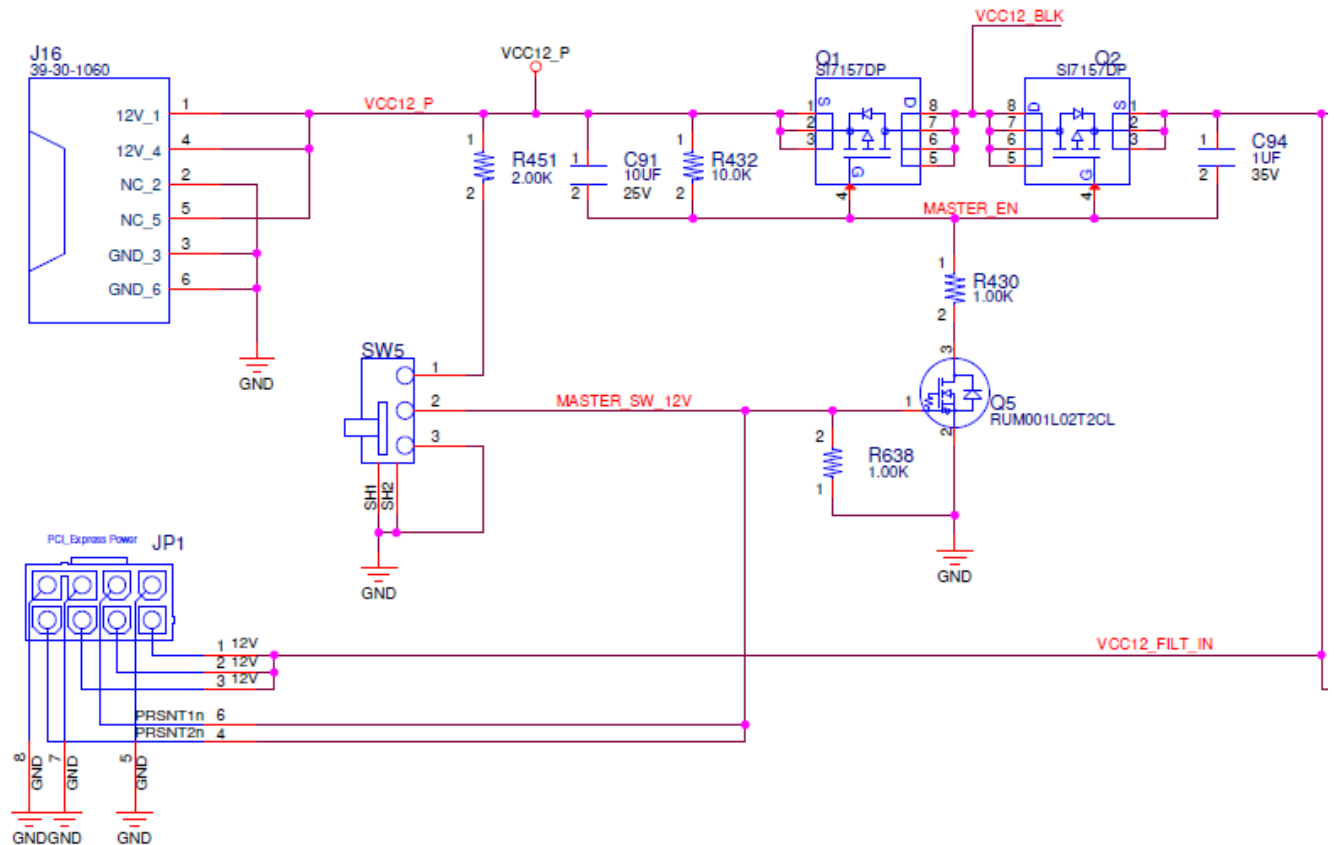 VCC12_BLK
J16
39-30-1060
VCC12_P
Q1
SI7157DP
Q2
SI7157DP
12V_1 1
VCC12_P
12V_4 4
NC_2 2
NC_5 5
GND_3 3
GND_6 6
GND
1
R451
2.00K
2
1
C91
10UF
25V
2
1
R432
10.0K
2
1 S
2
3
D 8
7
6
5
G
4
8 D
7
6
5
S 1
2
3
G
4
1
C94
1UF
35V
2
MASTER_EN
1
R430
1.00K
2
SW5
1
2
3
MASTER_SW_12V
SH1
SH2
GND
3
1
Q5
RUM001L02T2CL
2
2
R638
1.00K
1
GND
PCI_Express Power
JP1
1 12V
2 12V
3 12V
VCC12_FILT_IN
PRSNT1n 6
PRSNT2n 4
8 GND
7 GND
5 GND
GND
GND
GND